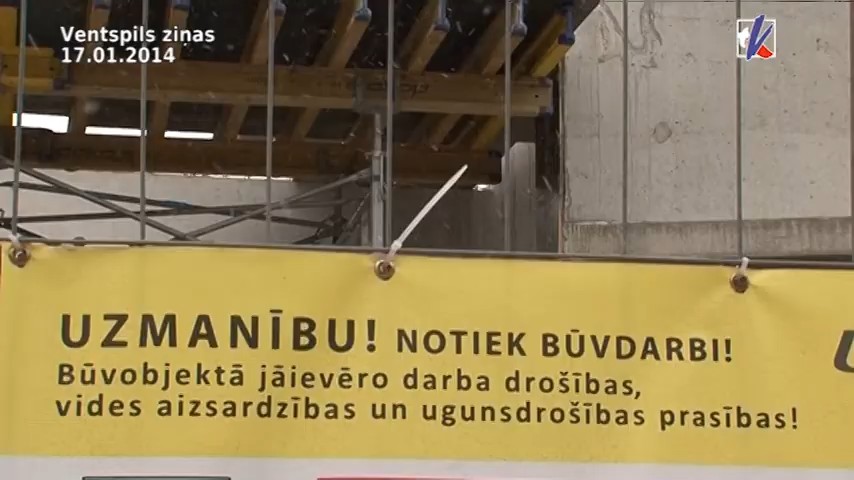 Ventspils ziņas
17.01.2014
UZMANĪBU! NOTIEK BŪVDARBI!
Būvobjektā jāievēro darba drošības,
vides aizsardzības un ugunsdrošības prasības!